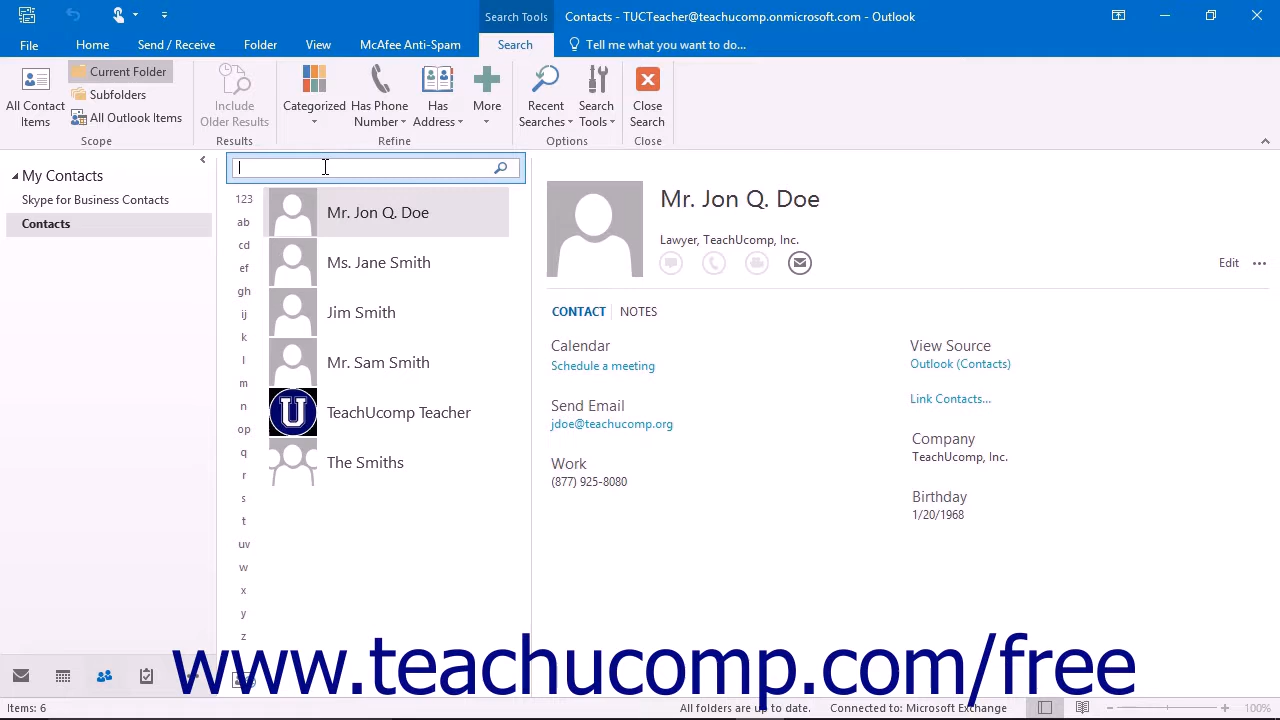 Search Tools
Contacts - TUCTeacher@teachucomp.onmicrosoft.com - Outlook
File
Home
Send / Receive
Folder
View
McAfee Anti-Spam
Search
Tell me what you want to do...
All Contact
Items
Current Folder
Subfolders
All Outlook Items
Scope
Include
Older Results
Results
Categorized
Has Phone
Number
Has
Address
More
Refine
Recent
Searches
Search
Tools
Options
Close
Search
Close
My Contacts
Skype for Business Contacts
Contacts
123
ab
cd
ef
gh
ij
k
l
m
n
op
q
r
s
t
uv
w
x
y
z
Mr. Jon Q. Doe
Ms. Jane Smith
Jim Smith
Mr. Sam Smith
U
TeachUcomp Teacher
The Smiths
Mr. Jon Q. Doe
Lawyer, TeachUcomp, Inc.
Edit
CONTACT
NOTES
Calendar
Schedule a meeting
Send Email
jdoe@teachucomp.org
Work
(877) 925-8080
View Source
Outlook (Contacts)
Link Contacts...
Company
TeachUcomp, Inc.
Birthday
1/20/1968
www.teachucomp.com/free
Items: 6
All folders are up to date.
Connected to: Microsoft Exchange
100%